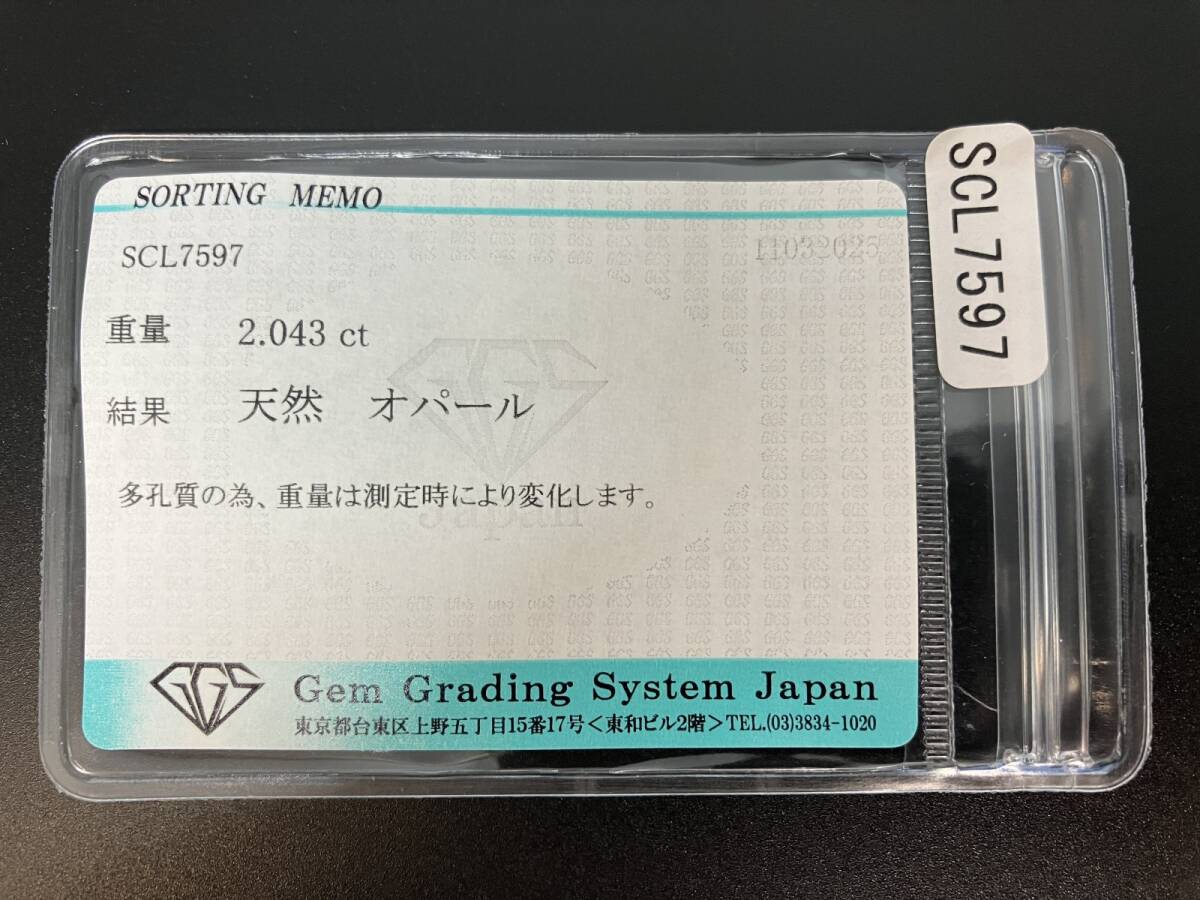 SORTING MEMO
SCL7597
11032025
重量 2.043 ct
結果 天然 オパール
多孔質の為、重量は測定時により変化します。
Japan
GGS
Gem Grading System Japan
東京都台東区上野五丁目15番17号＜東和ビル2階＞TEL.(03)3834-1020
SCL7597